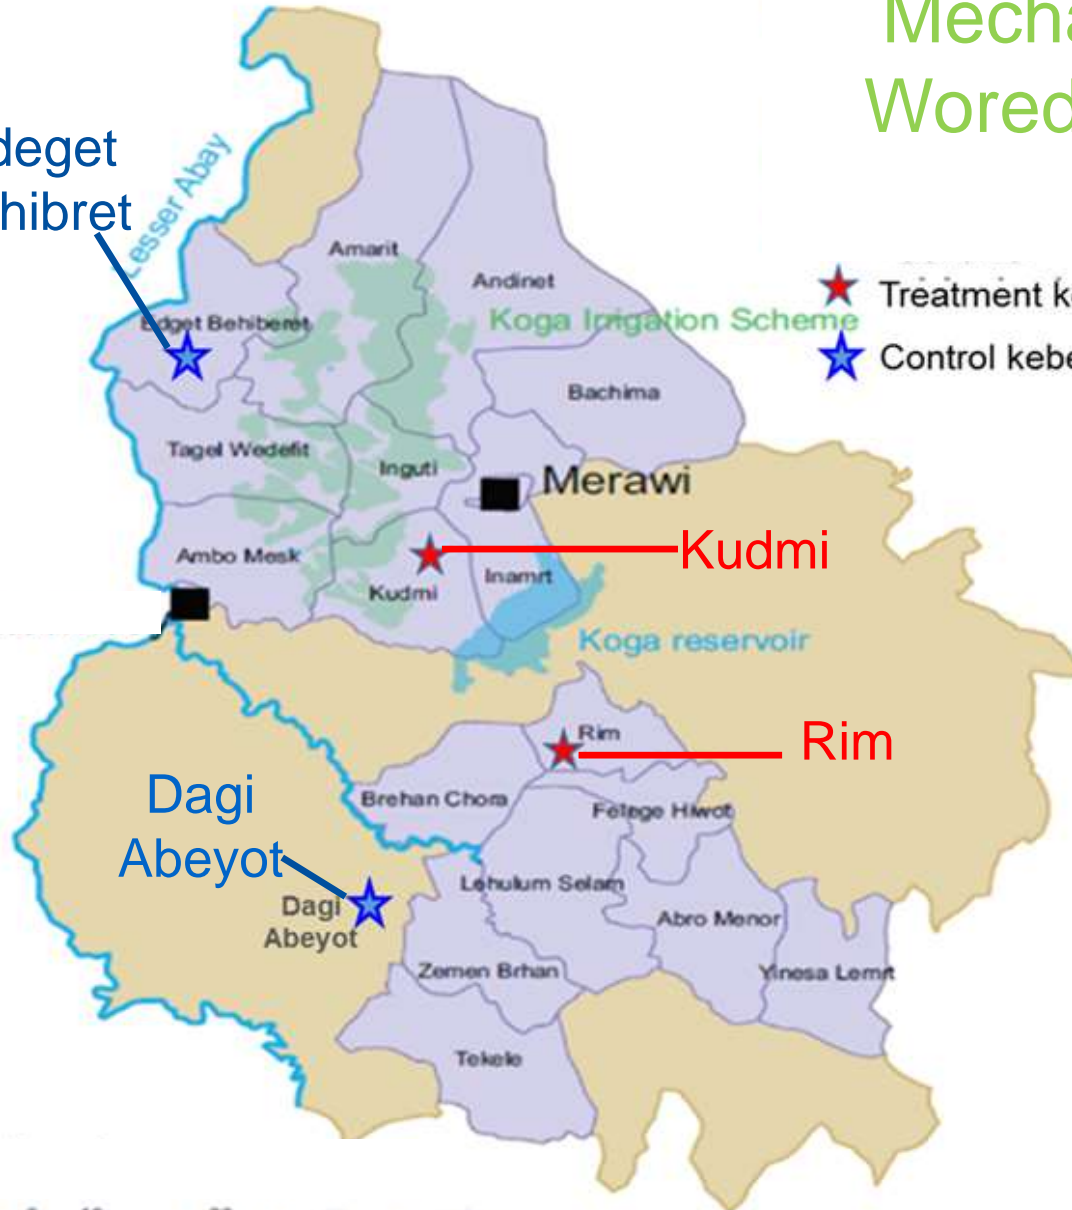 Mecha
Wored
deget
hibret
Lesser Abay
Amarit
Andinet
Treatment k
Edget Behiberet
Koga Irrigation Scheme
Control kebe
Bachima
Tagel Wedefit
Inguti
Merawi
Ambo Mesk
Kudmi
Kudmi
Inamrt
Koga reservoir
Rim
Rim
Dagi
Abeyot
Brehan Chora
Felege Hiwot
Lehulum Selam
Dagi
Abeyot
Abro Menor
Zemen Brhan
Yinesa Lemrt
Tekele